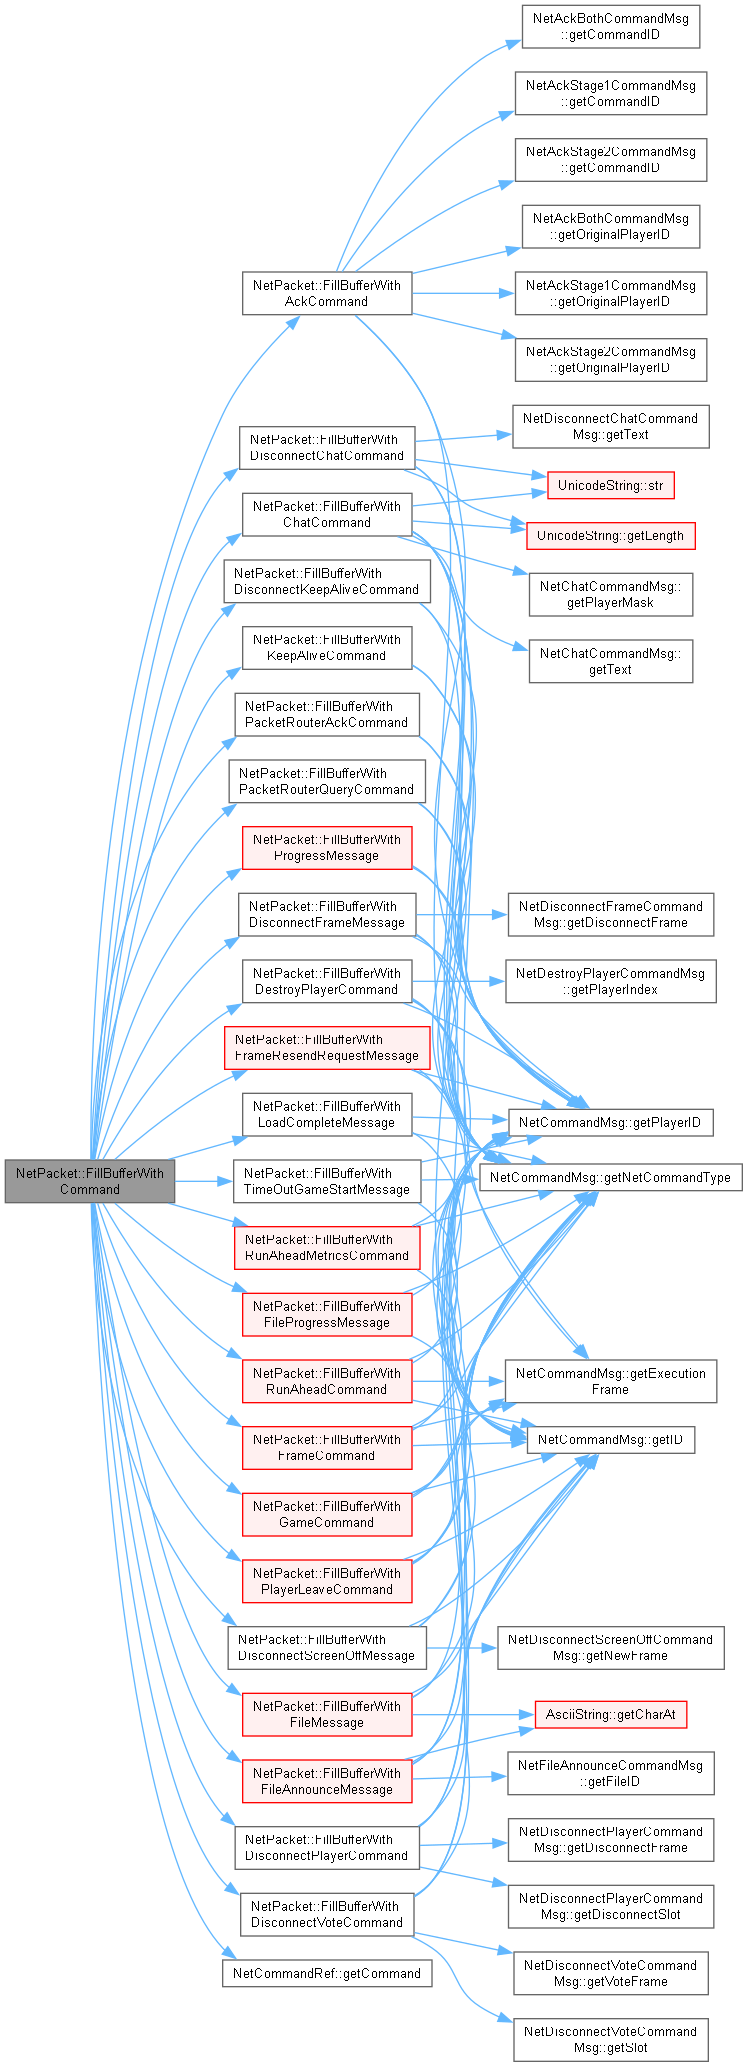 NetPacket::FillBufferWith
Command
NetPacket::FillBufferWith
AckCommand
NetPacket::FillBufferWith
DisconnectChatCommand
NetPacket::FillBufferWith
ChatCommand
NetPacket::FillBufferWith
DisconnectKeepAliveCommand
NetPacket::FillBufferWith
KeepAliveCommand
NetPacket::FillBufferWith
PacketRouterAckCommand
NetPacket::FillBufferWith
PacketRouterQueryCommand
NetPacket::FillBufferWith
ProgressMessage
NetPacket::FillBufferWith
DisconnectFrameMessage
NetPacket::FillBufferWith
DestroyPlayerCommand
NetPacket::FillBufferWith
FrameResendRequestMessage
NetPacket::FillBufferWith
LoadCompleteMessage
NetPacket::FillBufferWith
TimeOutGameStartMessage
NetPacket::FillBufferWith
RunAheadMetricsCommand
NetPacket::FillBufferWith
FileProgressMessage
NetPacket::FillBufferWith
RunAheadCommand
NetPacket::FillBufferWith
FrameCommand
NetPacket::FillBufferWith
GameCommand
NetPacket::FillBufferWith
PlayerLeaveCommand
NetPacket::FillBufferWith
DisconnectScreenOffMessage
NetPacket::FillBufferWith
FileMessage
NetPacket::FillBufferWith
FileAnnounceMessage
NetPacket::FillBufferWith
DisconnectPlayerCommand
NetPacket::FillBufferWith
DisconnectVoteCommand
NetCommandRef::getCommand
NetAckBothCommandMsg
::getCommandID
NetAckStage1CommandMsg
::getCommandID
NetAckStage2CommandMsg
::getCommandID
NetAckBothCommandMsg
::getOriginalPlayerID
NetAckStage1CommandMsg
::getOriginalPlayerID
NetAckStage2CommandMsg
::getOriginalPlayerID
NetDisconnectChatCommand
Msg::getText
UnicodeString::str
UnicodeString::getLength
NetChatCommandMsg::
getPlayerMask
NetChatCommandMsg::
getText
NetDisconnectFrameCommand
Msg::getDisconnectFrame
NetDestroyPlayerCommandMsg
::getPlayerIndex
NetCommandMsg::getPlayerID
NetCommandMsg::getNetCommandType
NetCommandMsg::getExecution
Frame
NetCommandMsg::getID
NetDisconnectScreenOffCommand
Msg::getNewFrame
AsciiString::getCharAt
NetFileAnnounceCommandMsg
::getFileID
NetDisconnectPlayerCommand
Msg::getDisconnectFrame
NetDisconnectPlayerCommand
Msg::getDisconnectSlot
NetDisconnectVoteCommand
Msg::getVoteFrame
NetDisconnectVoteCommand
Msg::getSlot